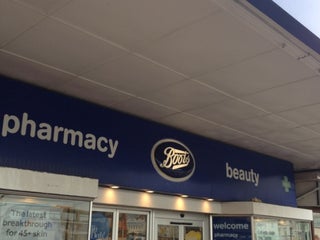 pharmacy
Boots
beauty
The latest
breakthrough
for 45+ skin
welcome
pharmacy